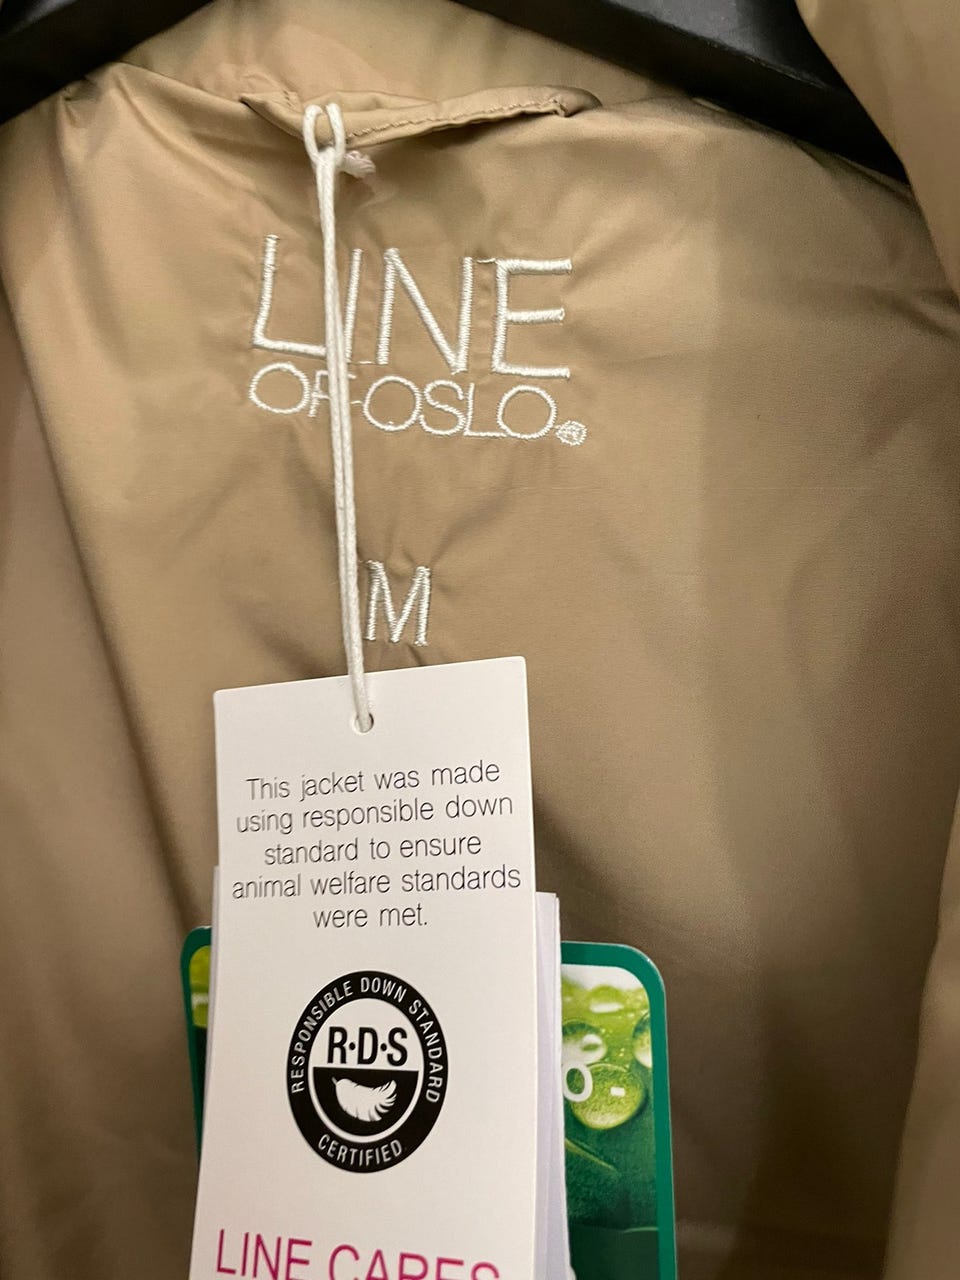 LINE
OF OSLO®
M
This jacket was made
using responsible down
standard to ensure
animal welfare standards
were met.
RESPONSIBLE DOWN STANDARD
R·D·S
CERTIFIED
LINE CARES